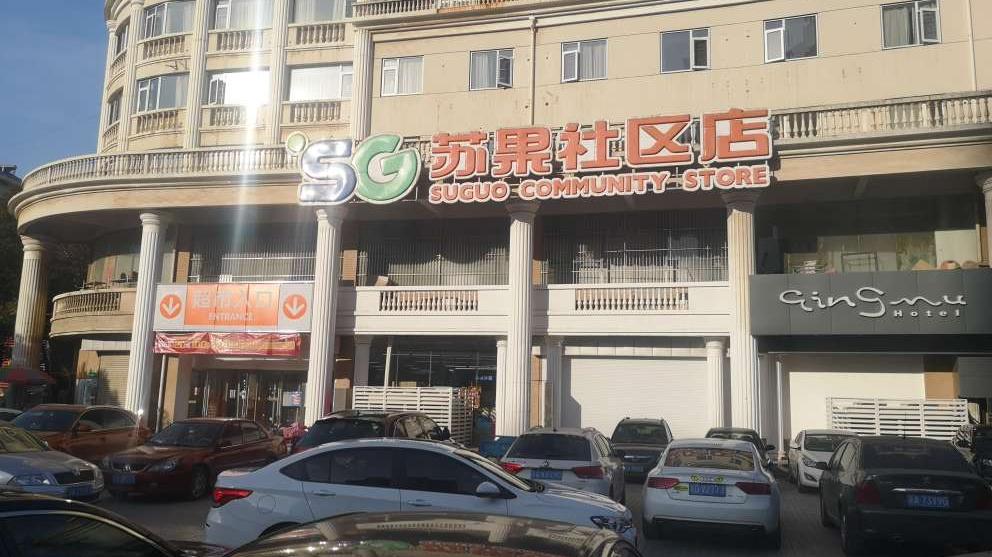 SG 苏果社区店
SUGUO COMMUNITY STORE
超市入口
ENTRANCE
QingMu
Hotel